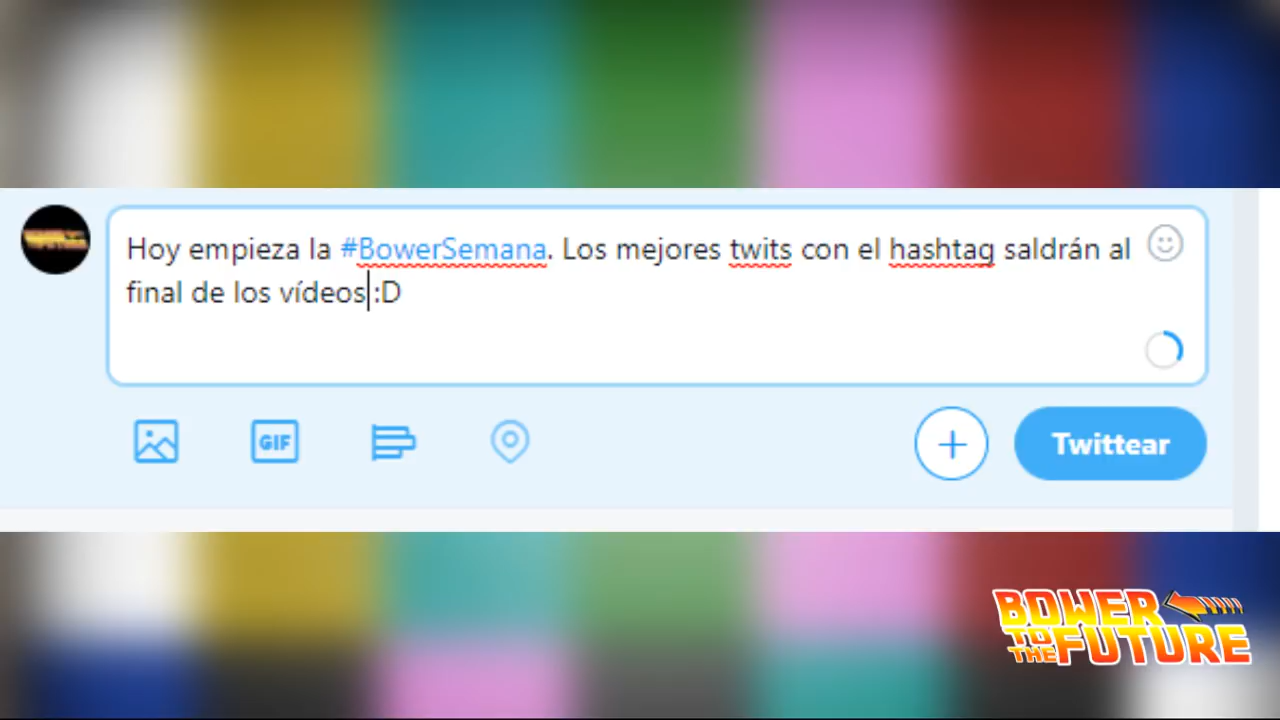 Hoy empieza la #BowerSemana. Los mejores twits con el hashtag saldrán al
final de los vídeos :D
GIF
Twittear
BOWER
TO THE FUTURE